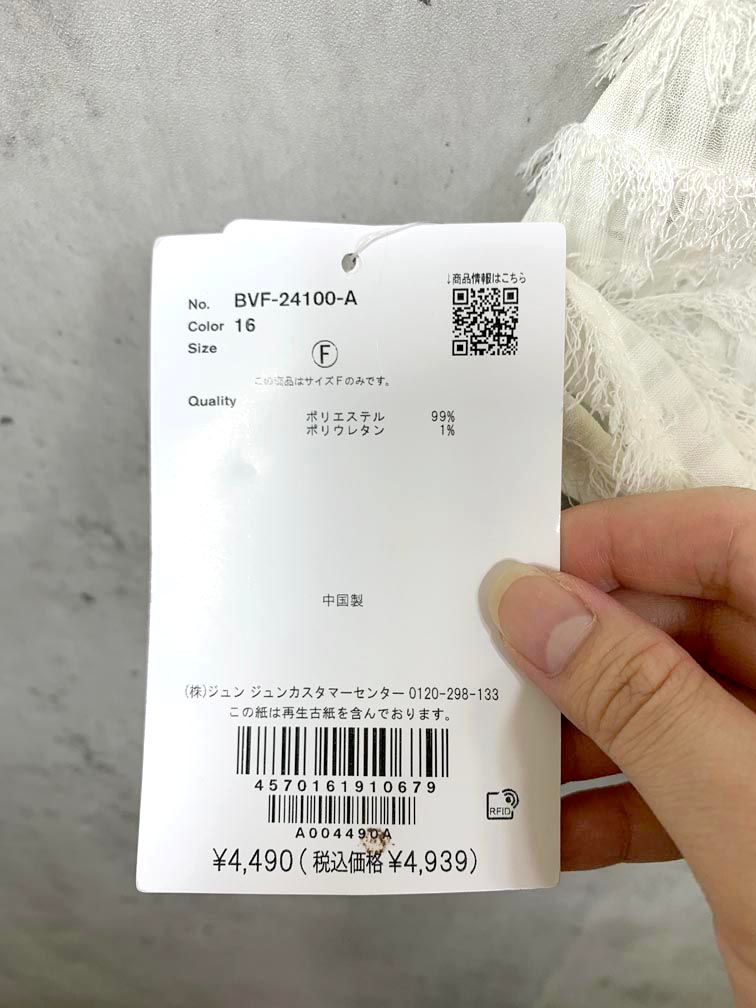 ↓商品情報はこちら
No. BVF-24100-A
Color 16
Size
F
この商品はサイズFのみです。
Quality
ポリエステル 99%
ポリウレタン 1%
中国製
(株)ジュン ジュンカスタマーセンター 0120-298-133
この紙は再生古紙を含んでおります。
4570161910679
RFID
A004490A
¥4,490(税込価格¥4,939)